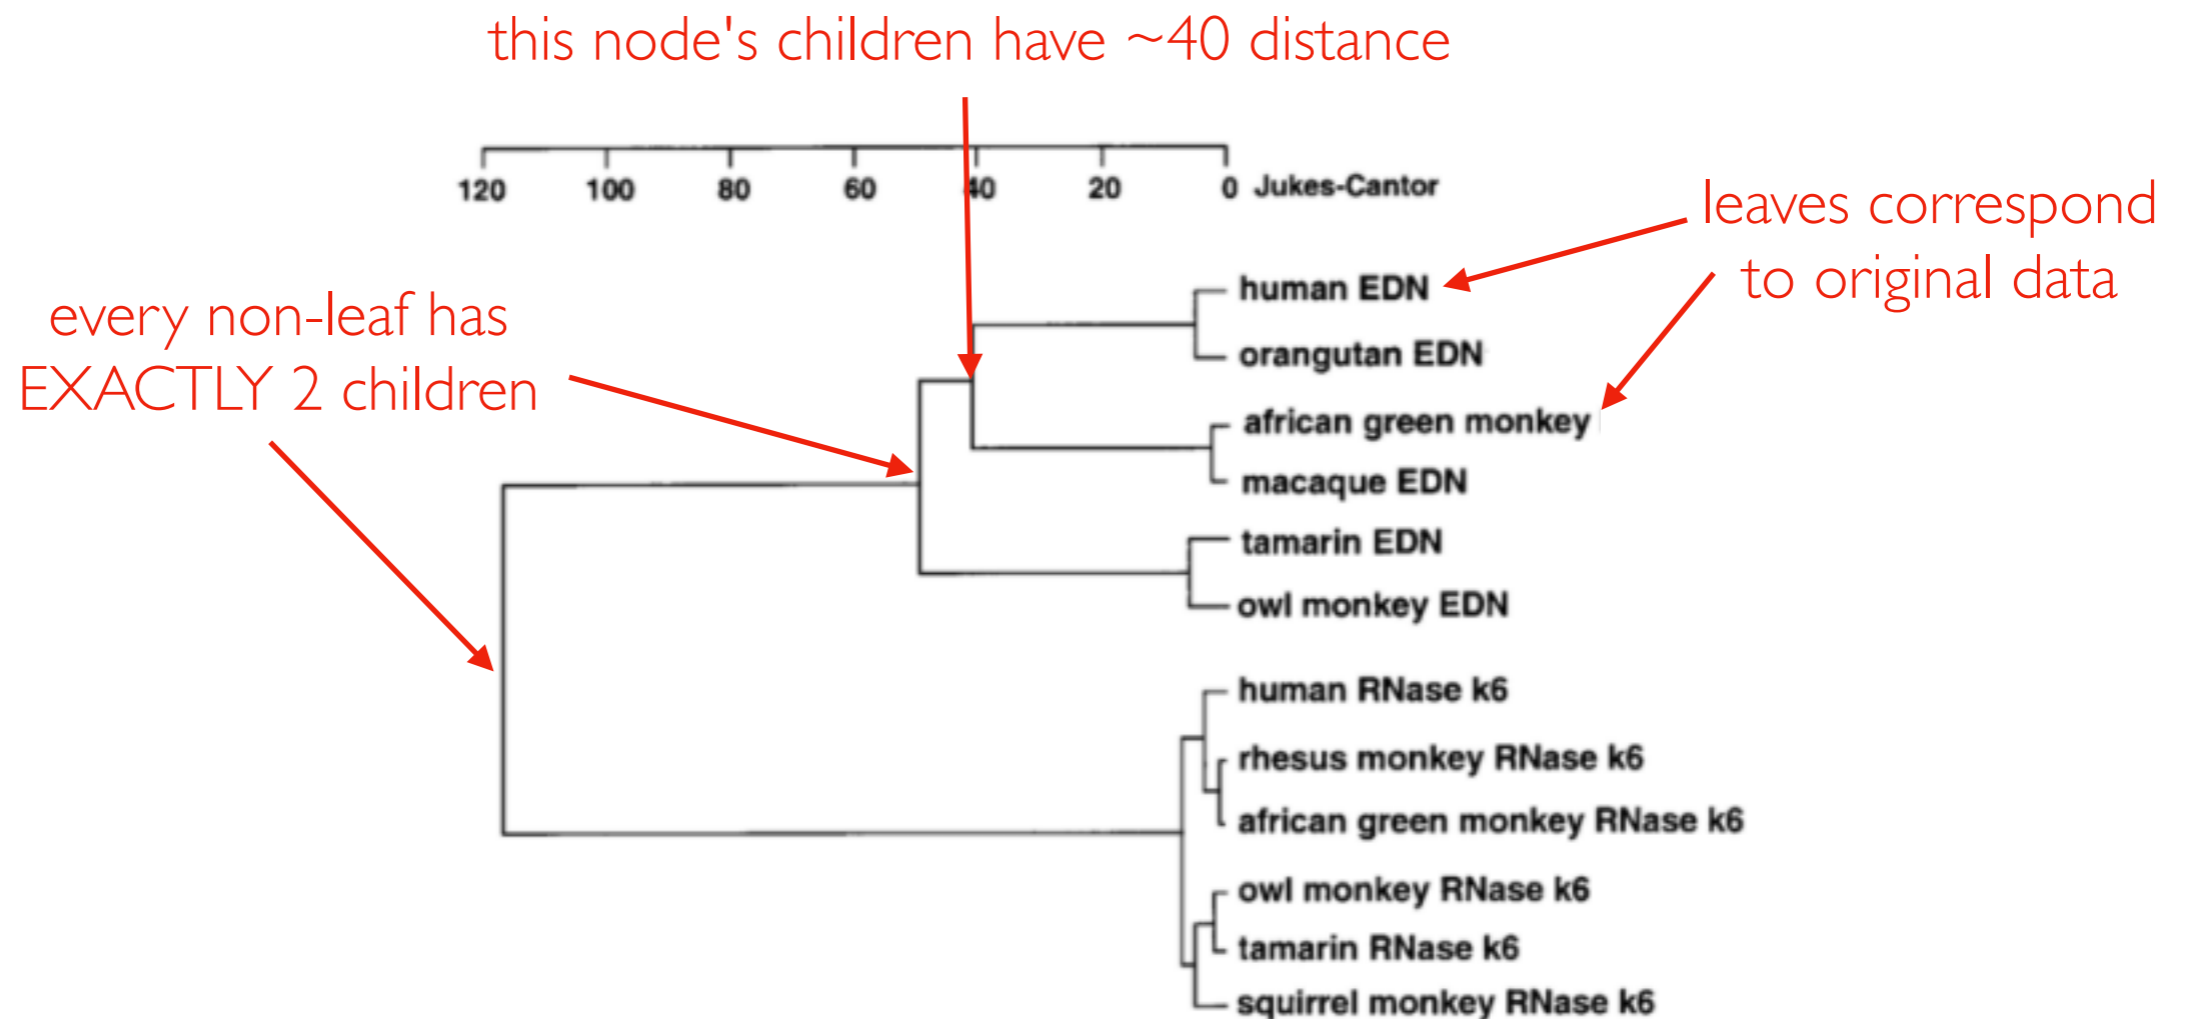 this node's children have ~40 distance
120 100 80 60 40 20 0 Jukes-Cantor
leaves correspond
to original data
every non-leaf has
EXACTLY 2 children
human EDN
orangutan EDN
african green monkey
macaque EDN
tamarin EDN
owl monkey EDN
human RNase k6
rhesus monkey RNase k6
african green monkey RNase k6
owl monkey RNase k6
tamarin RNase k6
squirrel monkey RNase k6